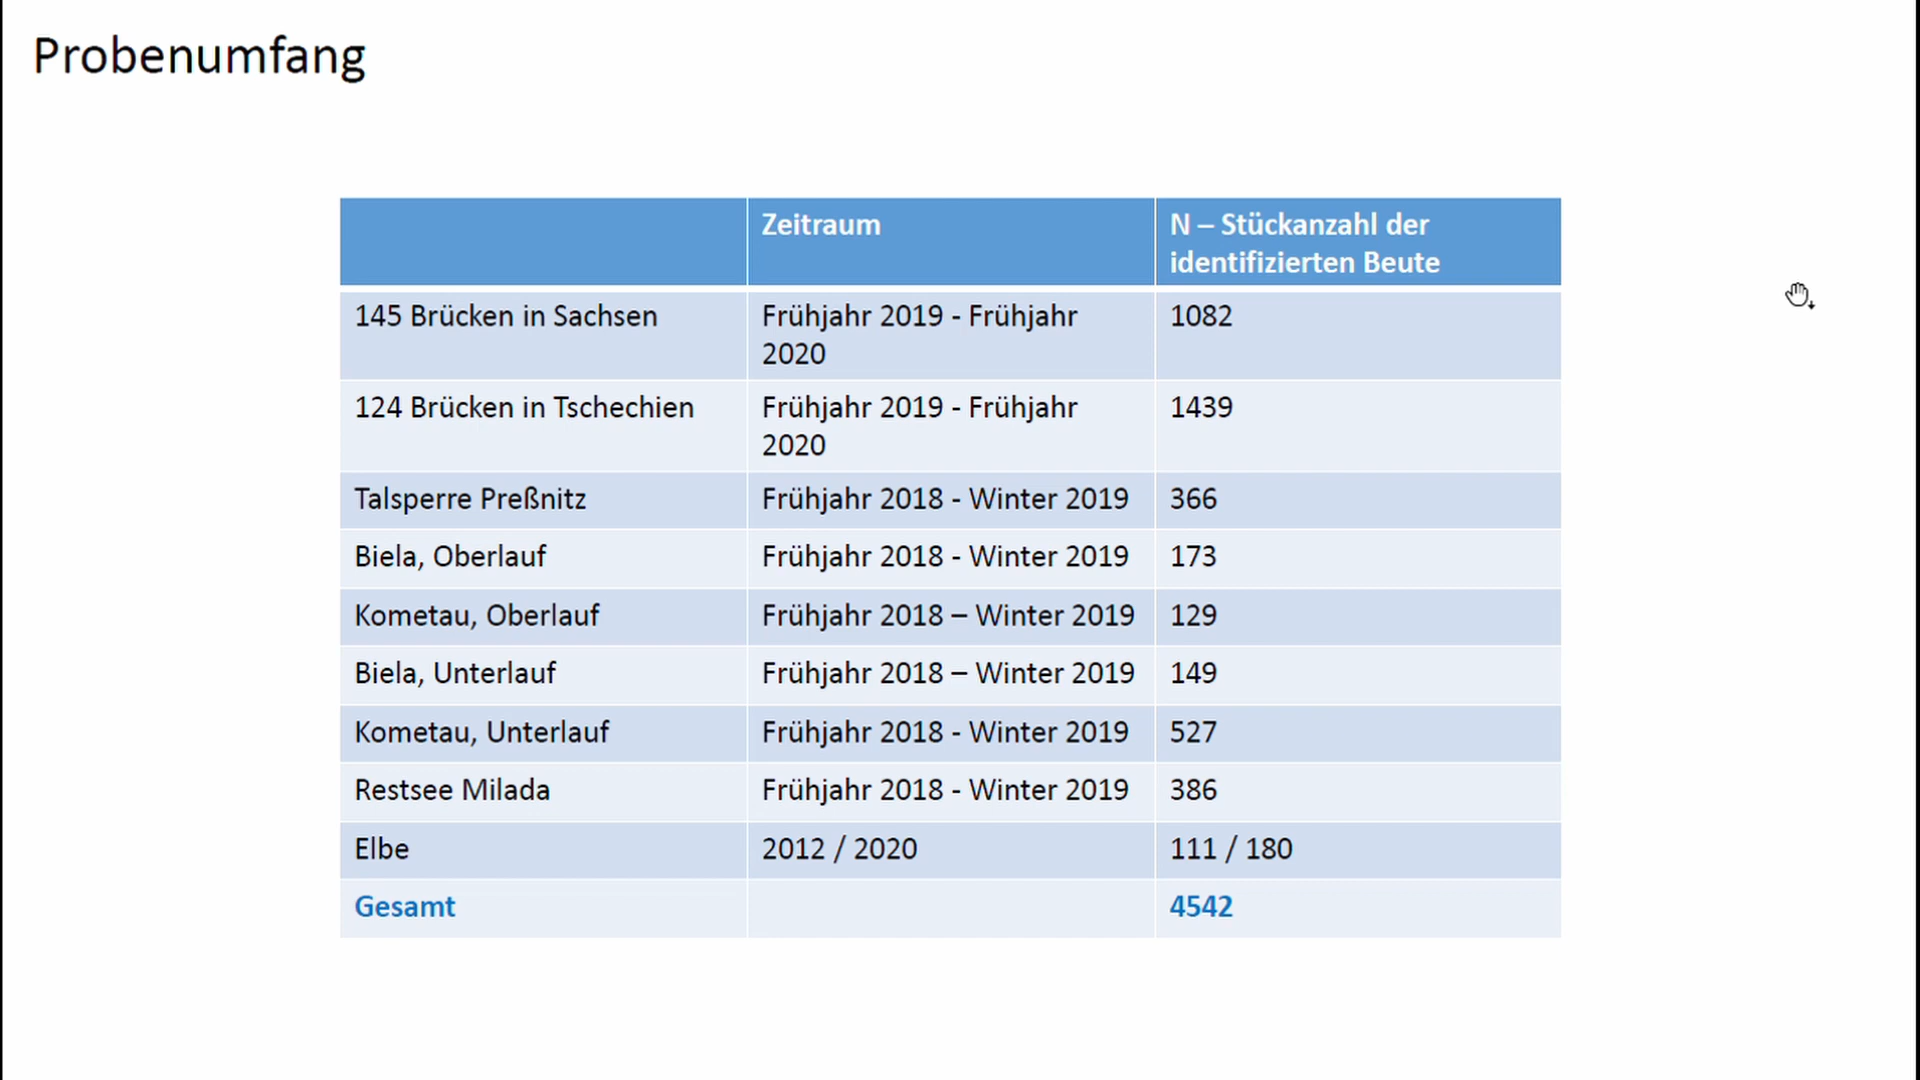 Probenumfang
Zeitraum
N – Stückanzahl der
identifizierten Beute
145 Brücken in Sachsen
Frühjahr 2019 - Frühjahr
2020
1082
124 Brücken in Tschechien
Frühjahr 2019 - Frühjahr
2020
1439
Talsperre Preßnitz
Frühjahr 2018 - Winter 2019
366
Biela, Oberlauf
Frühjahr 2018 - Winter 2019
173
Kometau, Oberlauf
Frühjahr 2018 – Winter 2019
129
Biela, Unterlauf
Frühjahr 2018 – Winter 2019
149
Kometau, Unterlauf
Frühjahr 2018 - Winter 2019
527
Restsee Milada
Frühjahr 2018 - Winter 2019
386
Elbe
2012 / 2020
111 / 180
Gesamt
4542